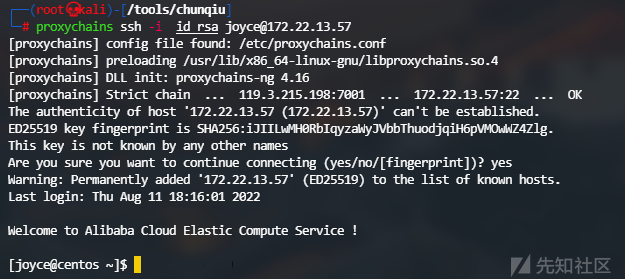 (root💀kali)-[/tools/chunqiu]
# proxychains ssh -i id_rsa joyce@172.22.13.57
[proxychains] config file found: /etc/proxychains.conf
[proxychains] preloading /usr/lib/x86_64-linux-gnu/libproxychains.so.4
[proxychains] DLL init: proxychains-ng 4.16
[proxychains] Strict chain ... 119.3.215.198:7001 ... 172.22.13.57:22 ... OK
The authenticity of host '172.22.13.57 (172.22.13.57)' can't be established.
ED25519 key fingerprint is SHA256:iJIILwMH0RbIqyzaWyJVbbThuodjqiH6pVMOwWZ4Zlg.
This key is not known by any other names
Are you sure you want to continue connecting (yes/no/[fingerprint])? yes
Warning: Permanently added '172.22.13.57' (ED25519) to the list of known hosts.
Last login: Thu Aug 11 18:16:01 2022
Welcome to Alibaba Cloud Elastic Compute Service !
[joyce@centos ~]$
先知社区